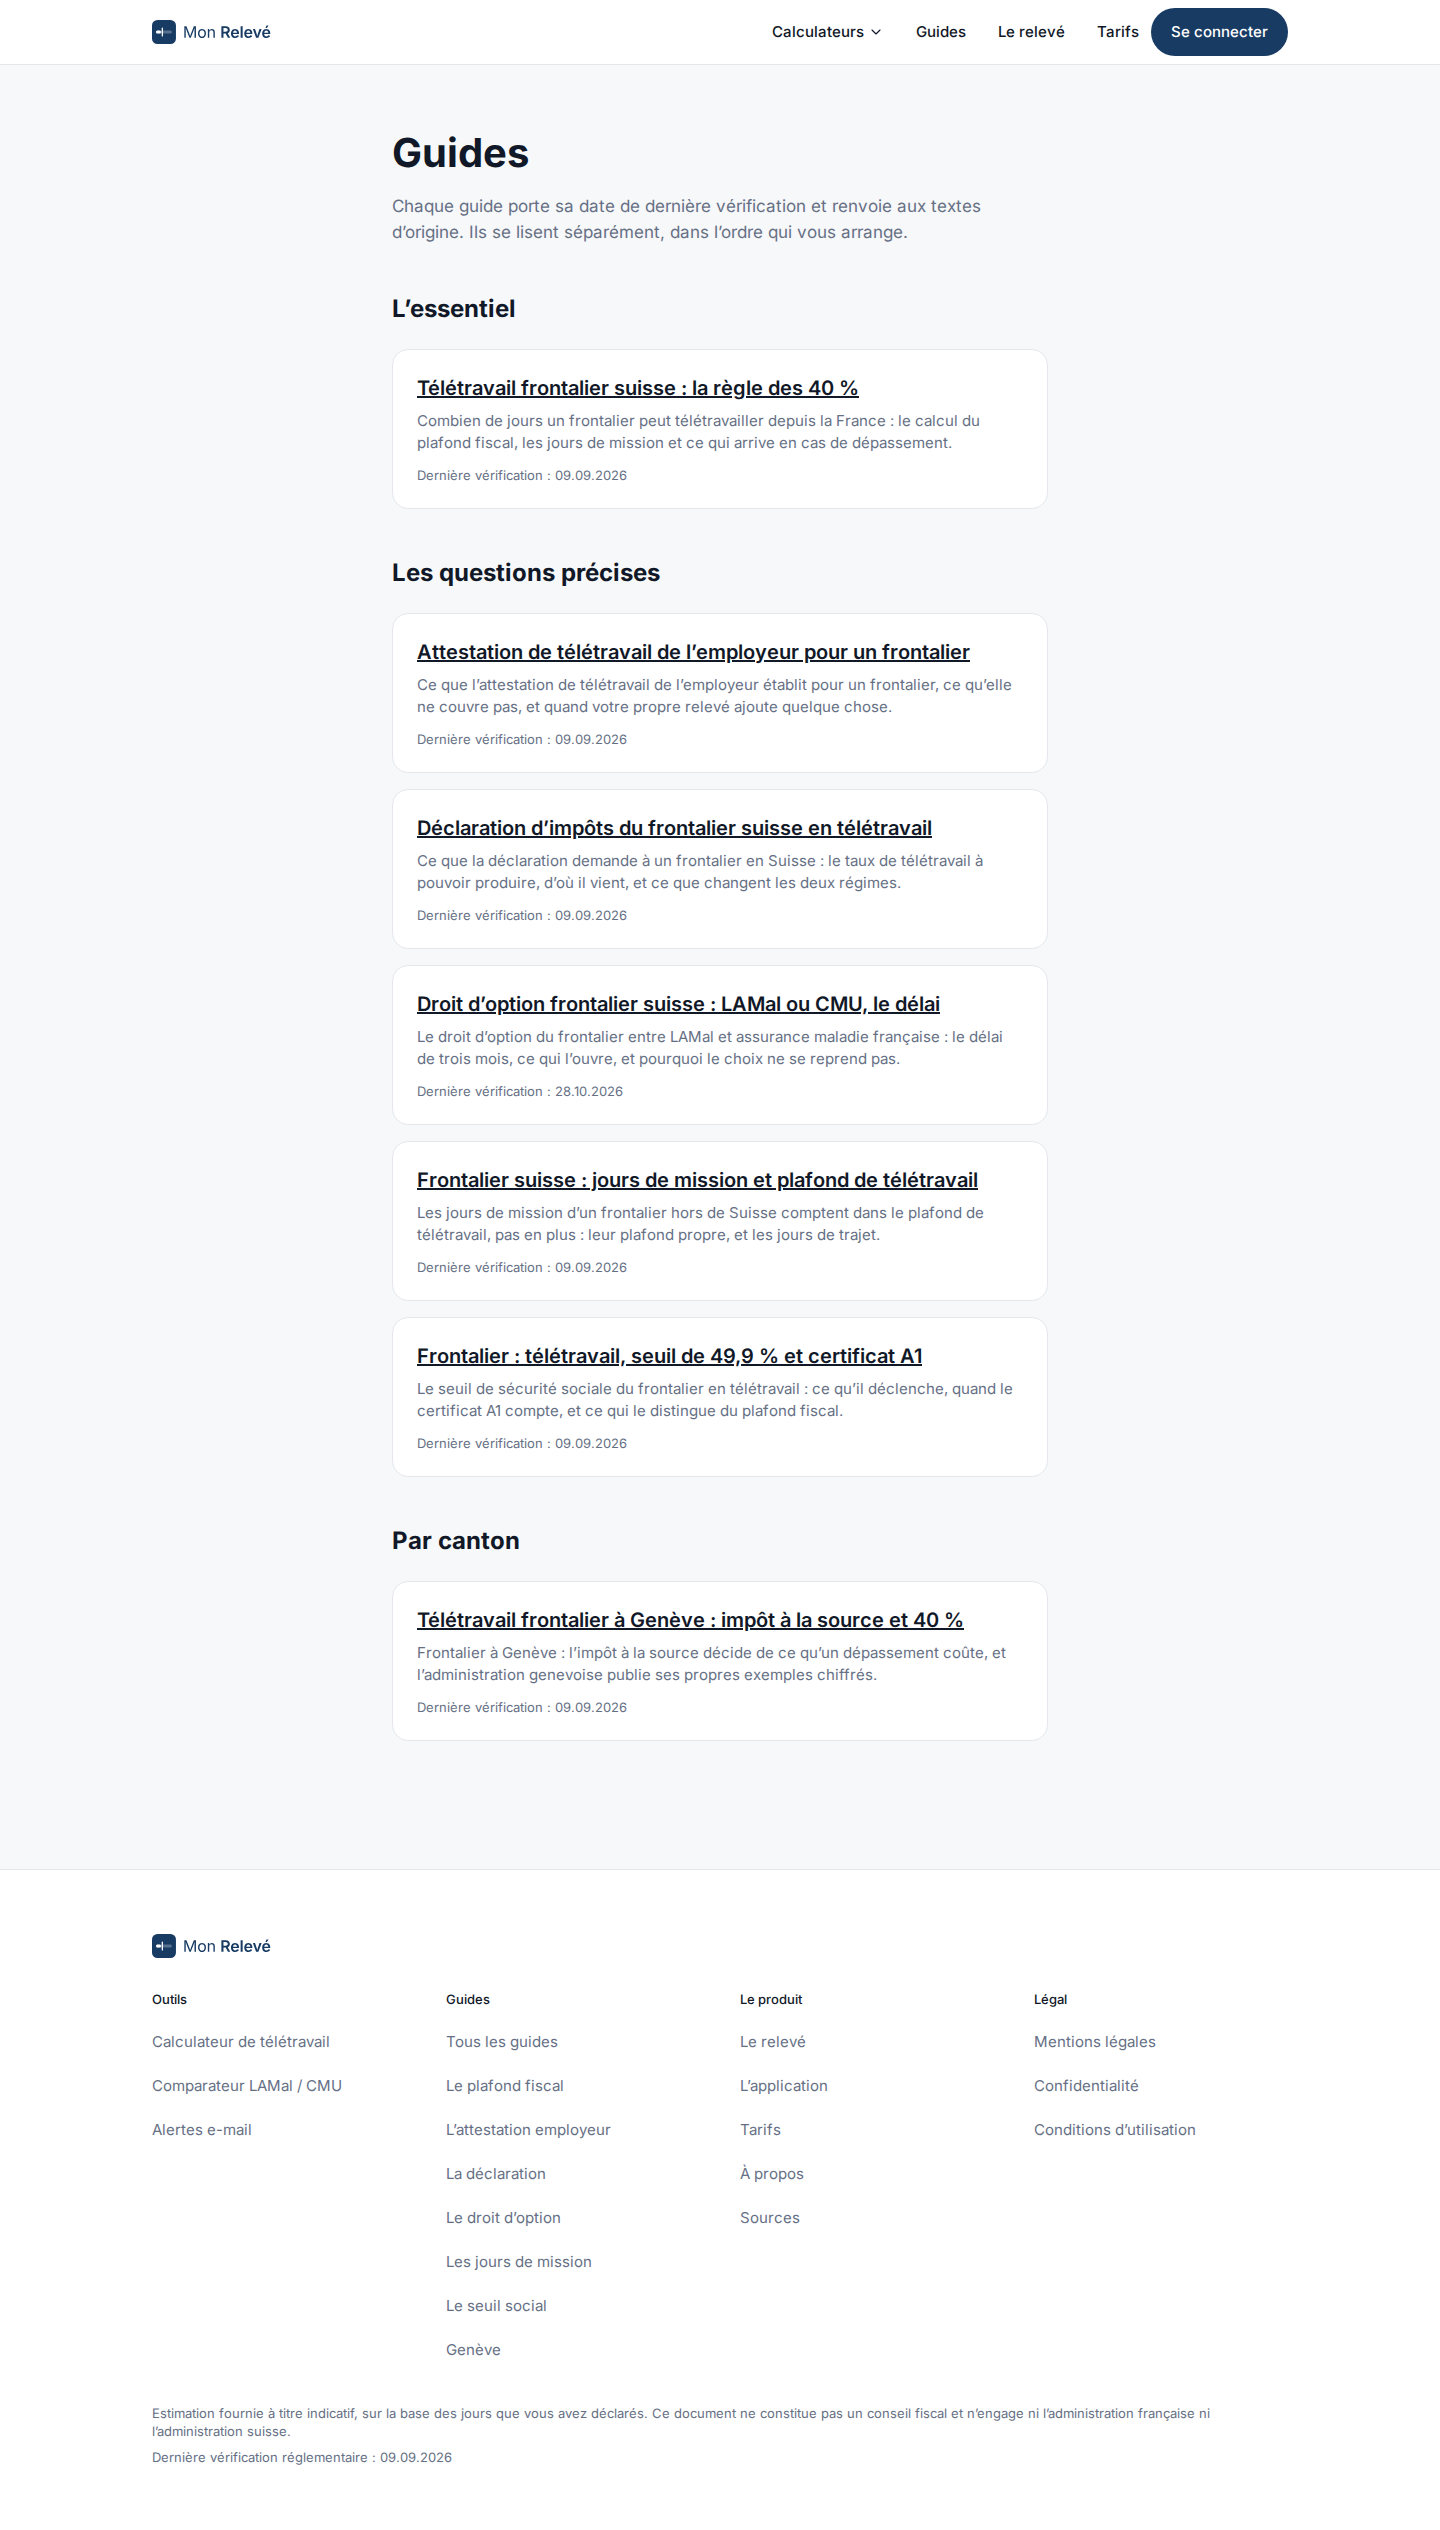 Mon Relevé
Calculateurs
Guides
Le relevé
Tarifs
Se connecter
Guides
Chaque guide porte sa date de dernière vérification et renvoie aux textes
d’origine. Ils se lisent séparément, dans l’ordre qui vous arrange.
L’essentiel
Télétravail frontalier suisse : la règle des 40 %
Combien de jours un frontalier peut télétravailler depuis la France : le calcul du
plafond fiscal, les jours de mission et ce qui arrive en cas de dépassement.
Dernière vérification : 09.09.2026
Les questions précises
Attestation de télétravail de l’employeur pour un frontalier
Ce que l’attestation de télétravail de l’employeur établit pour un frontalier, ce qu’elle
ne couvre pas, et quand votre propre relevé ajoute quelque chose.
Dernière vérification : 09.09.2026
Déclaration d’impôts du frontalier suisse en télétravail
Ce que la déclaration demande à un frontalier en Suisse : le taux de télétravail à
pouvoir produire, d’où il vient, et ce que changent les deux régimes.
Dernière vérification : 09.09.2026
Droit d’option frontalier suisse : LAMal ou CMU, le délai
Le droit d’option du frontalier entre LAMal et assurance maladie française : le délai
de trois mois, ce qui l’ouvre, et pourquoi le choix ne se reprend pas.
Dernière vérification : 28.10.2026
Frontalier suisse : jours de mission et plafond de télétravail
Les jours de mission d’un frontalier hors de Suisse comptent dans le plafond de
télétravail, pas en plus : leur plafond propre, et les jours de trajet.
Dernière vérification : 09.09.2026
Frontalier : télétravail, seuil de 49,9 % et certificat A1
Le seuil de sécurité sociale du frontalier en télétravail : ce qu’il déclenche, quand le
certificat A1 compte, et ce qui le distingue du plafond fiscal.
Dernière vérification : 09.09.2026
Par canton
Télétravail frontalier à Genève : impôt à la source et 40 %
Frontalier à Genève : l’impôt à la source décide de ce qu’un dépassement coûte, et
l’administration genevoise publie ses propres exemples chiffrés.
Dernière vérification : 09.09.2026
Mon Relevé
Outils
Calculateur de télétravail
Comparateur LAMal / CMU
Alertes e-mail
Guides
Tous les guides
Le plafond fiscal
L’attestation employeur
La déclaration
Le droit d’option
Les jours de mission
Le seuil social
Genève
Le produit
Le relevé
L’application
Tarifs
À propos
Sources
Légal
Mentions légales
Confidentialité
Conditions d’utilisation
Estimation fournie à titre indicatif, sur la base des jours que vous avez déclarés. Ce document ne constitue pas un conseil fiscal et n’engage ni l’administration française ni
l’administration suisse.
Dernière vérification réglementaire : 09.09.2026